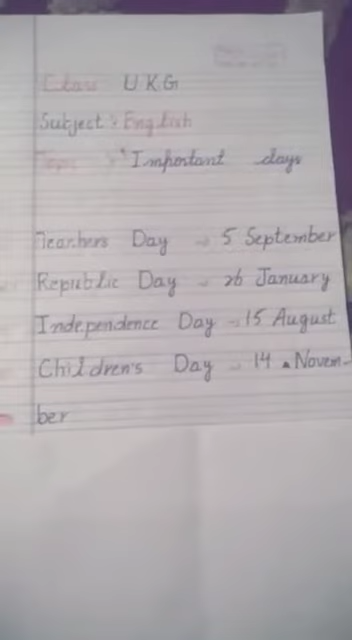 Class UKG
Subject : English
Topic : Important days
Teachers Day - 5 September
Republic Day - 26 January
Independence Day - 15 August
Children's Day - 14 Novem-
ber